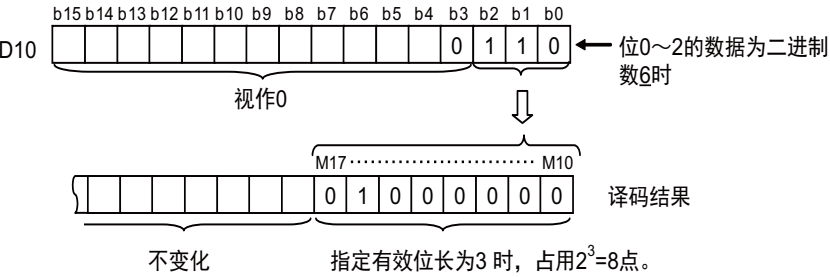 b15 b14 b13 b12 b11 b10 b9 b8 b7 b6 b5 b4 b3 b2 b1 b0
D10 0 1 1 0 位0～2的数据为二进制
数6时
视作0
M17 ⋯⋯⋯⋯⋯⋯⋯⋯ M10
0 1 0 0 0 0 0 0 译码结果
不变化 指定有效位长为3 时，占用2³=8点。